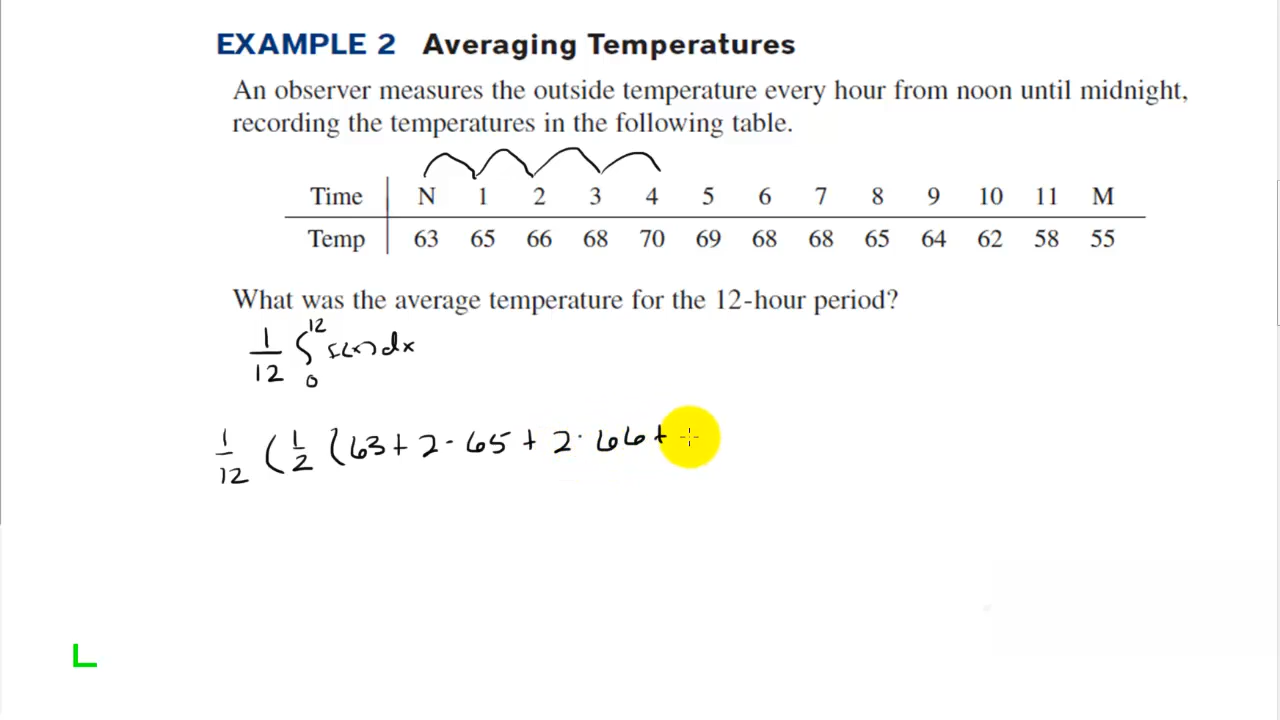 EXAMPLE 2 Averaging Temperatures
An observer measures the outside temperature every hour from noon until midnight,
recording the temperatures in the following table.
Time N 1 2 3 4 5 6 7 8 9 10 11 M
Temp 63 65 66 68 70 69 68 68 65 64 62 58 55
What was the average temperature for the 12-hour period?
1/12 ∫₀¹² f(x) dx
1/12 (1/2 (63 + 2 · 65 + 2 · 66 +
L